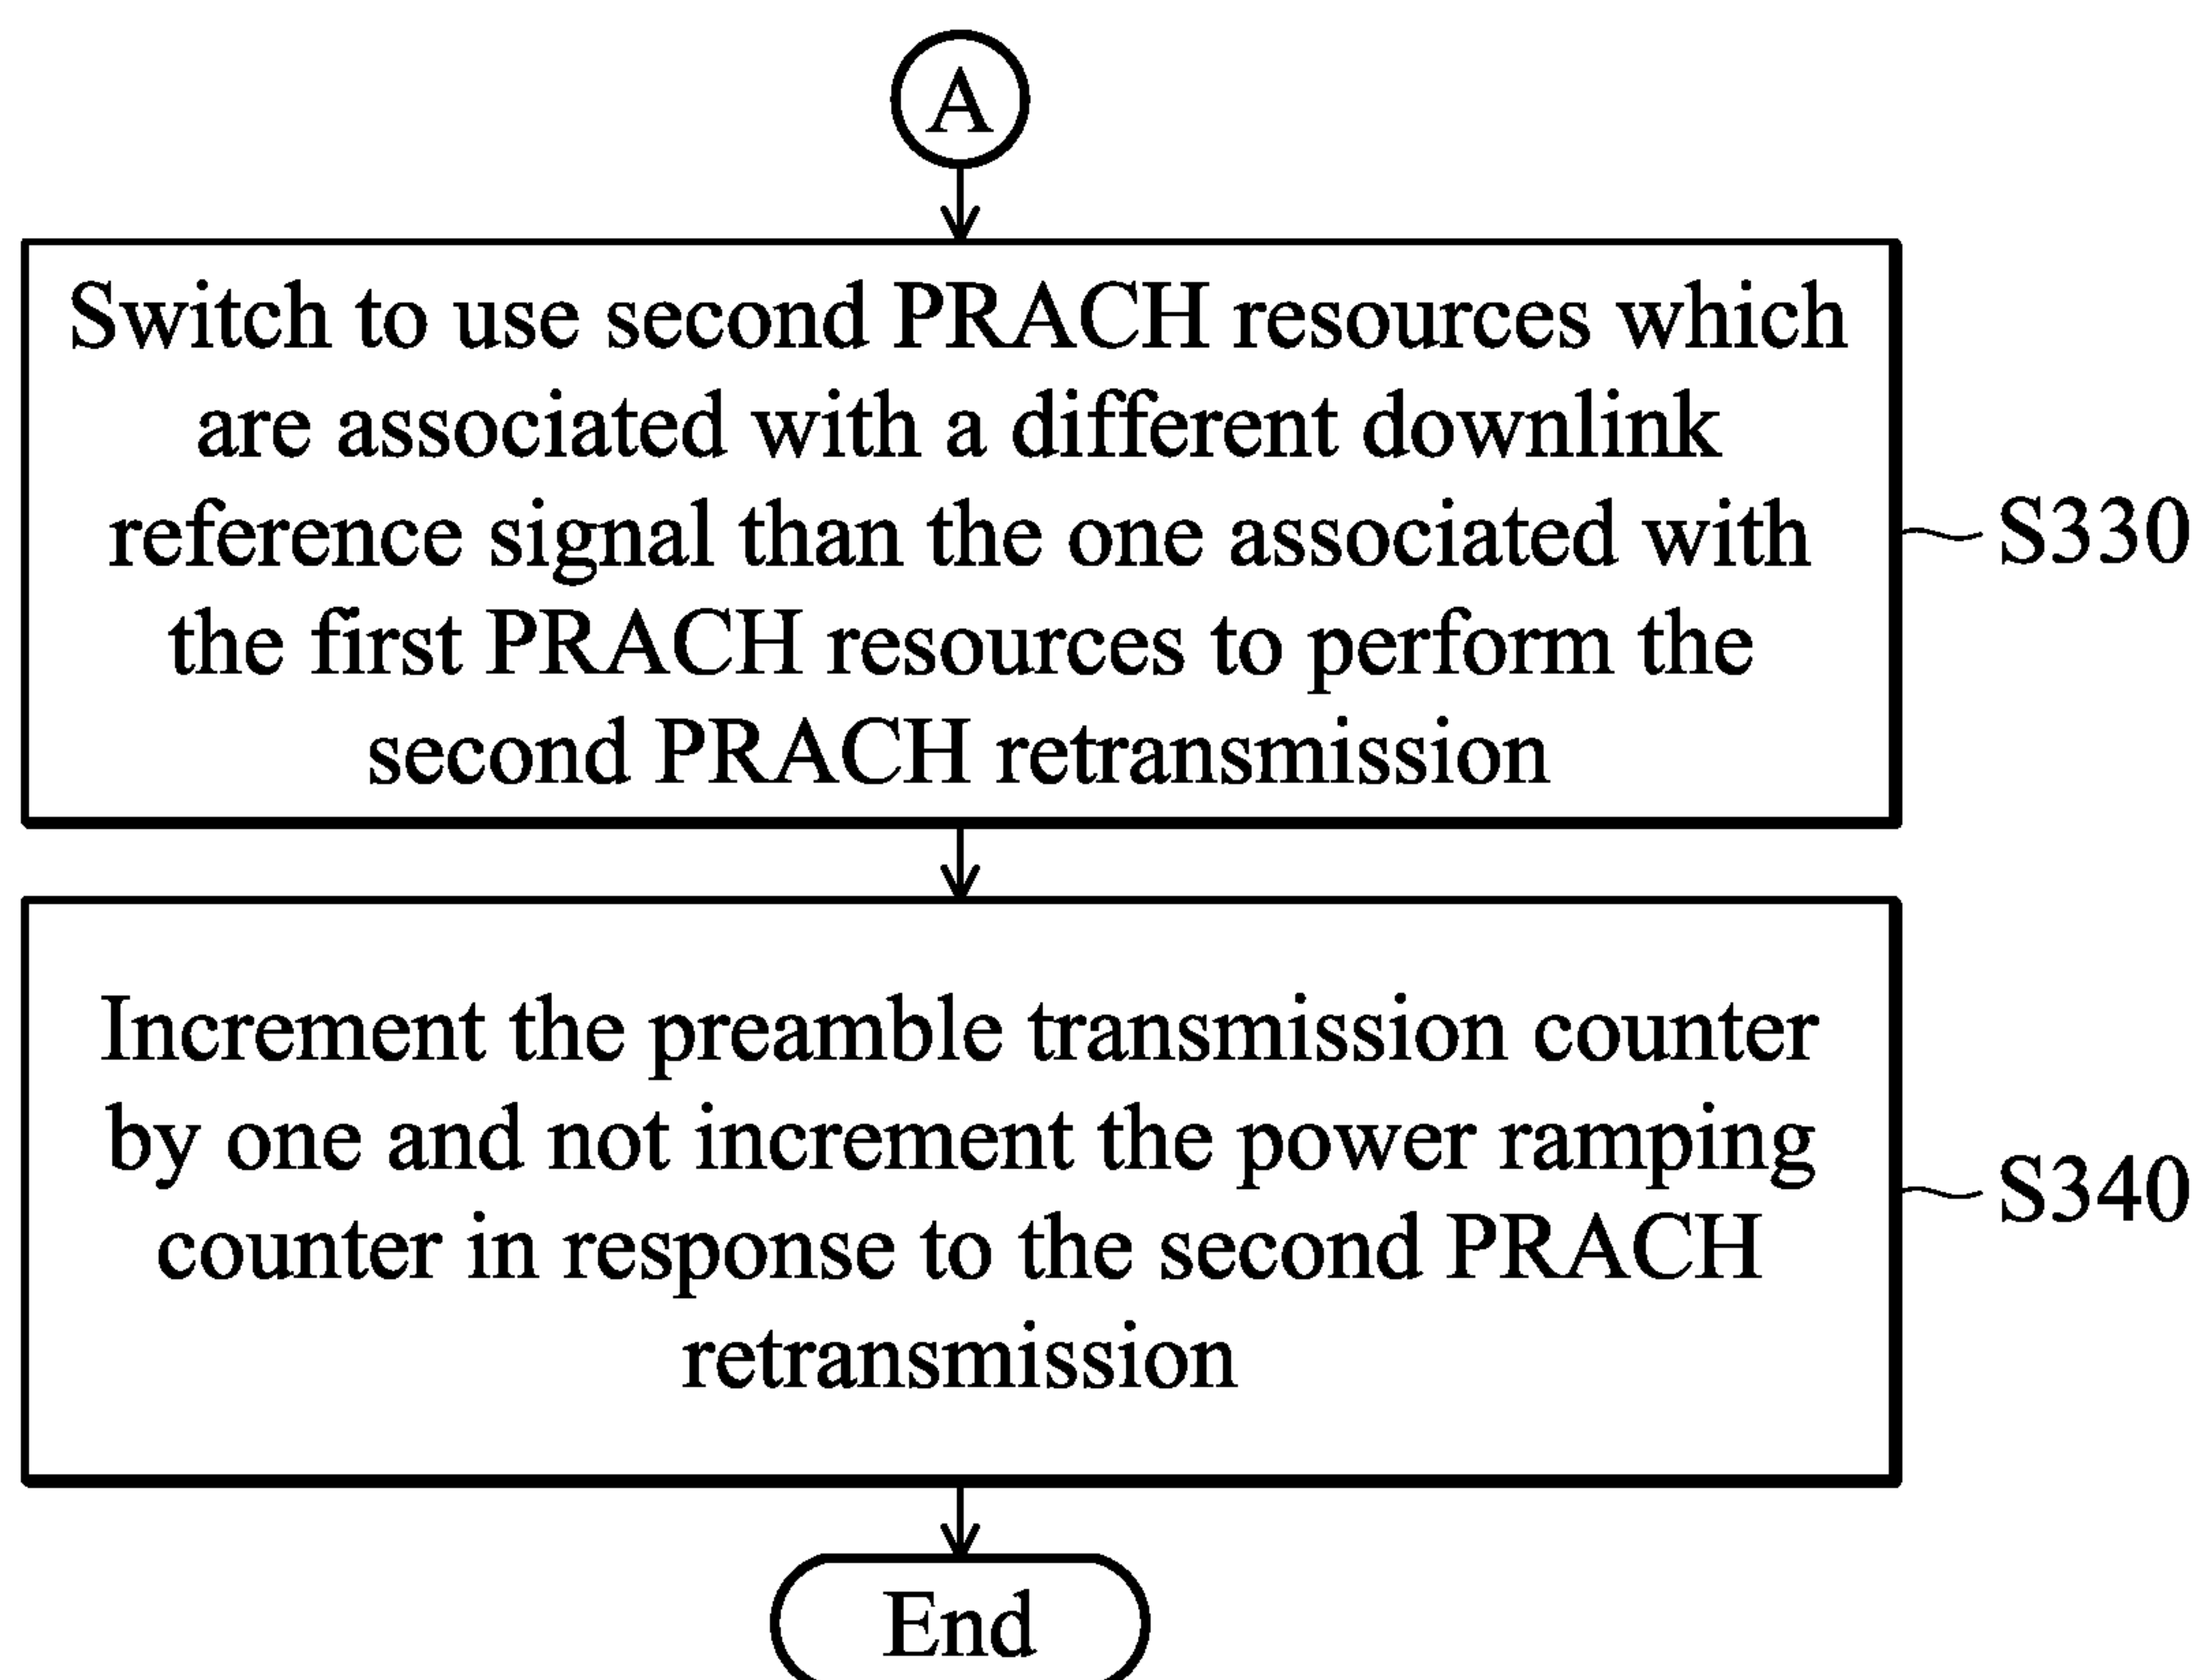 A
Switch to use second PRACH resources which
are associated with a different downlink
reference signal than the one associated with
the first PRACH resources to perform the
second PRACH retransmission
S330
Increment the preamble transmission counter
by one and not increment the power ramping
counter in response to the second PRACH
retransmission
S340
End